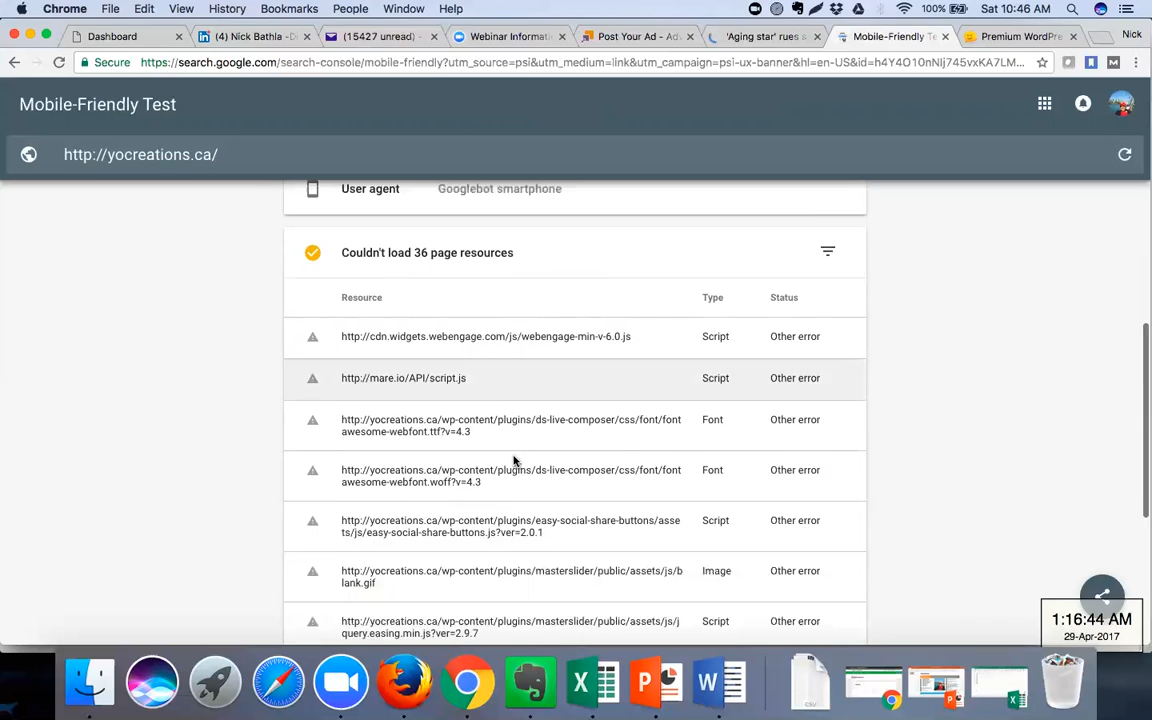 Chrome File Edit View History Bookmarks People Window Help 100% Sat 10:46 AM
Dashboard (4) Nick Bathla - Di (15427 unread) - Webinar Informati Post Your Ad - Adv 'Aging star' rues s Mobile-Friendly Te Premium WordPre Nick
Secure https://search.google.com/search-console/mobile-friendly?utm_source=psi&utm_medium=link&utm_campaign=psi-ux-banner&hl=en-US&id=h4Y4O10nNIj745vxKA7LM...
Mobile-Friendly Test
http://yocreations.ca/
User agent Googlebot smartphone
Couldn't load 36 page resources
Resource Type Status
http://cdn.widgets.webengage.com/js/webengage-min-v-6.0.js Script Other error
http://mare.io/API/script.js Script Other error
http://yocreations.ca/wp-content/plugins/ds-live-composer/css/font/font Font Other error
awesome-webfont.ttf?v=4.3
http://yocreations.ca/wp-content/plugins/ds-live-composer/css/font/font Font Other error
awesome-webfont.woff?v=4.3
http://yocreations.ca/wp-content/plugins/easy-social-share-buttons/asse Script Other error
ts/js/easy-social-share-buttons.js?ver=2.0.1
http://yocreations.ca/wp-content/plugins/masterslider/public/assets/js/b Image Other error
lank.gif
http://yocreations.ca/wp-content/plugins/masterslider/public/assets/js/j Script Other error
query.easing.min.js?ver=2.9.7
1:16:44 AM
29-Apr-2017